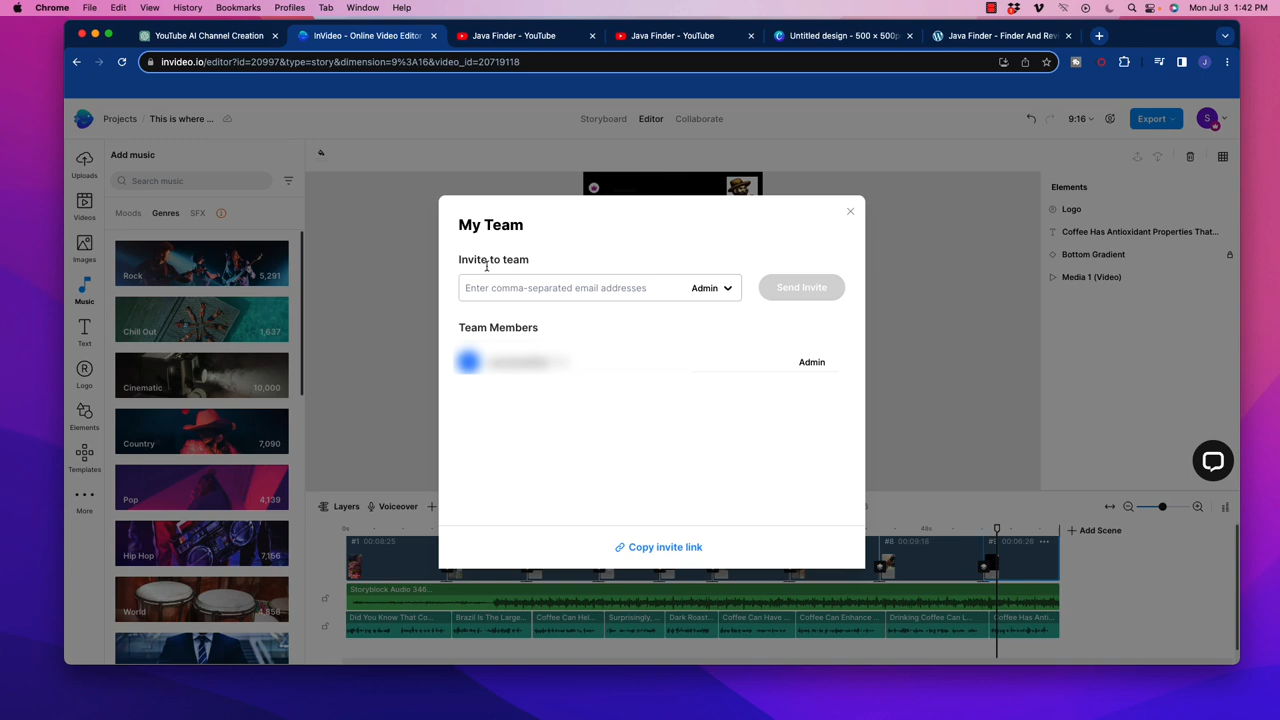 Chrome File Edit View History Bookmarks Profiles Tab Window Help Mon Jul 3 1:42 PM
YouTube AI Channel Creation InVideo - Online Video Editor Java Finder - YouTube Java Finder - YouTube Untitled design - 500 × 500p Java Finder - Finder And Rev
invideo.io/editor?id=20997&type=story&dimension=9%3A16&video_id=20719118 J
Projects / This is where ... Storyboard Editor Collaborate 9:16 Export S
Uploads
Videos
Images
Music
Text
Logo
Elements
Templates
More
Add music
Search music
Moods Genres SFX
Rock 5,291
Chill Out 1,637
Cinematic 10,000
Country 7,090
Pop 4,139
Hip Hop 7,156
World 4,858
My Team
Invite to team
Enter comma-separated email addresses Admin Send Invite
Team Members
Admin
Copy invite link
Elements
Logo
Coffee Has Antioxidant Properties That...
Bottom Gradient
Media 1 (Video)
Layers Voiceover +
0s 48s
Add Scene
#1 00:08:25 #8 00:09:18 00:06:26
Storyblock Audio 346...
Did You Know That Co... Brazil Is The Large... Coffee Can Hel... Surprisingly, ... Dark Roast... Coffee Can Have ... Coffee Can Enhance ... Drinking Coffee Can L... Coffee Has Anti...